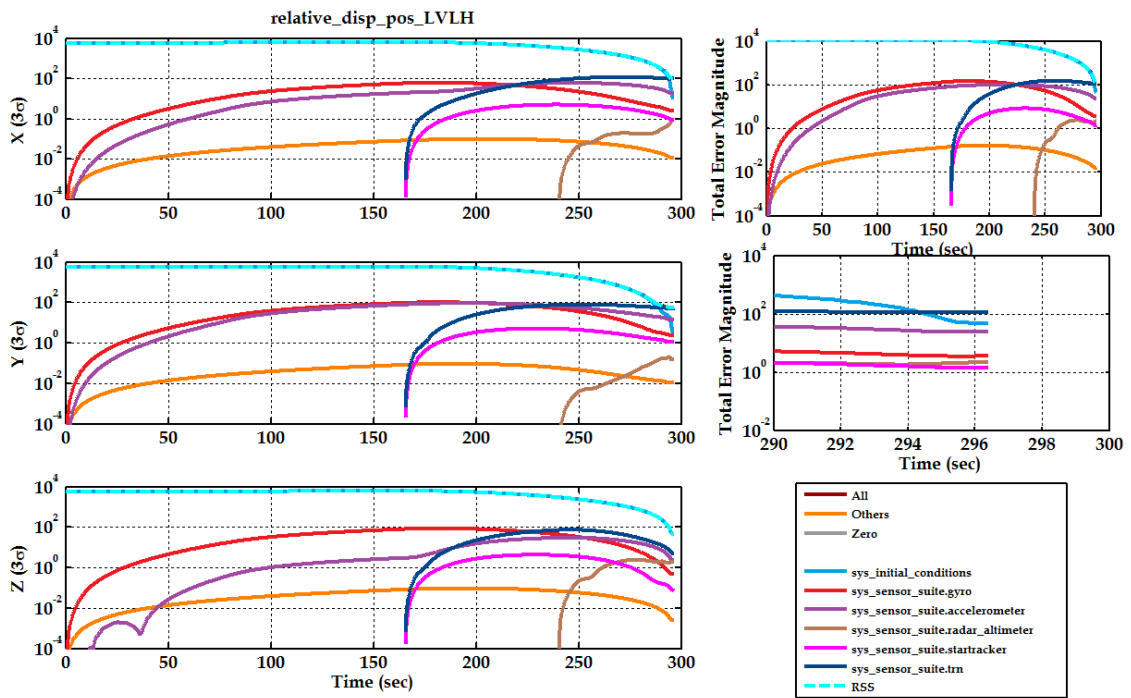 relative_disp_pos_LVLH
X (3σ)
10^4
10^2
10^0
10^-2
10^-4
0 50 100 150 200 250 300
Y (3σ)
10^4
10^2
10^0
10^-2
10^-4
0 50 100 150 200 250 300
Z (3σ)
10^4
10^2
10^0
10^-2
10^-4
0 50 100 150 200 250 300
Time (sec)
Total Error Magnitude
10^4
10^2
10^0
10^-2
10^-4
0 50 100 150 200 250 300
Time (sec)
Total Error Magnitude
10^4
10^2
10^0
10^-2
290 292 294 296 298 300
Time (sec)
All
Others
Zero
sys_initial_conditions
sys_sensor_suite.gyro
sys_sensor_suite.accelerometer
sys_sensor_suite.radar_altimeter
sys_sensor_suite.startracker
sys_sensor_suite.trn
RSS